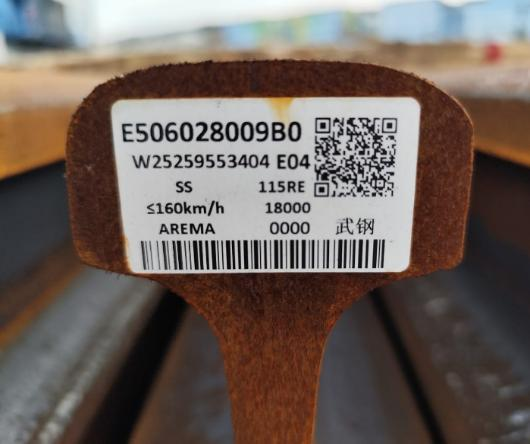 E506028009B0
W25259553404 E04
SS 115RE
≤160km/h 18000
AREMA 0000 武钢